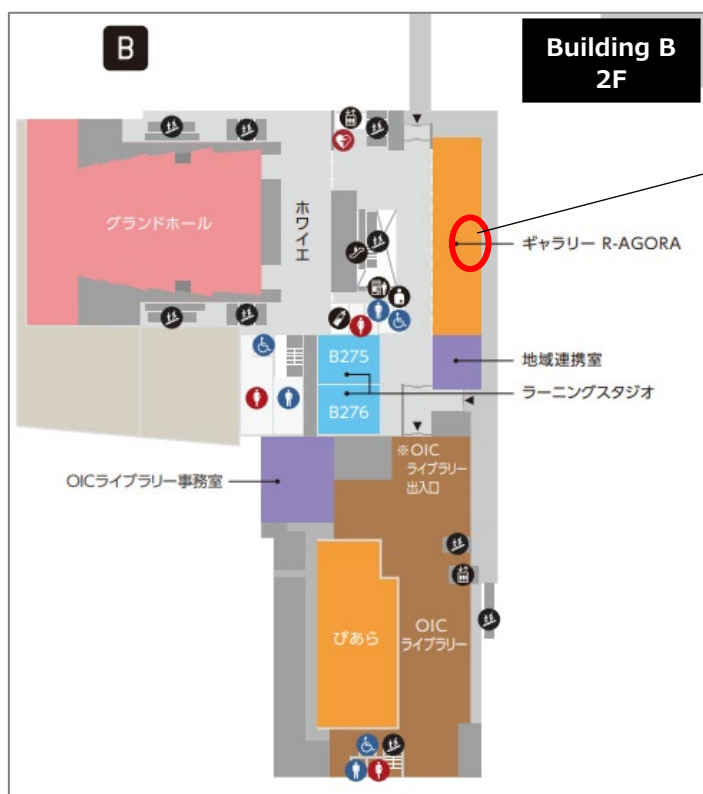 B
Building B
2F
グランドホール
ホワイエ
ギャラリー R-AGORA
B275
地域連携室
ラーニングスタジオ
B276
※OIC
ライブラリー
出入口
OICライブラリー事務室
ぴあら
OIC
ライブラリー